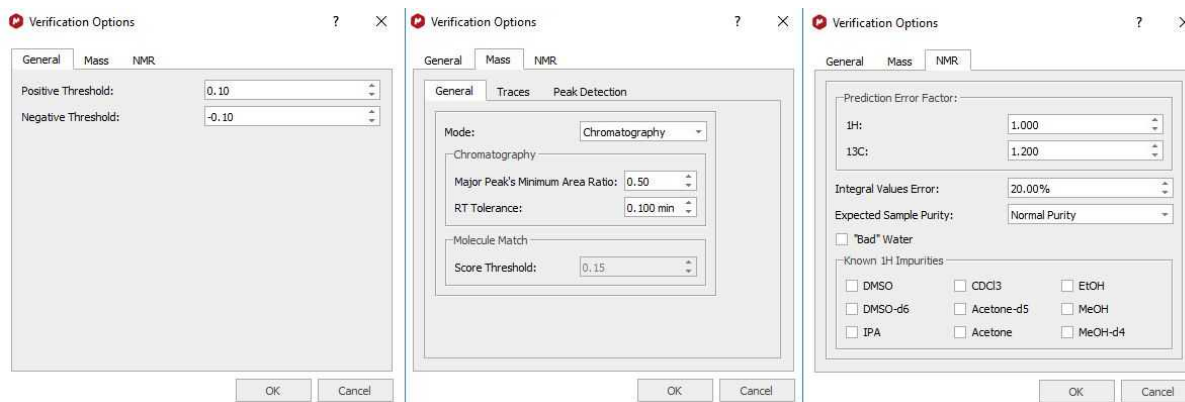 Verification Options ? X
General Mass NMR
Positive Threshold: 0.10
Negative Threshold: -0.10
OK Cancel
Verification Options ? X
General Mass NMR
General Traces Peak Detection
Mode: Chromatography
Chromatography
Major Peak's Minimum Area Ratio: 0.50
RT Tolerance: 0.100 min
Molecule Match
Score Threshold: 0.15
OK Cancel
Verification Options ? X
General Mass NMR
Prediction Error Factor:
1H: 1.000
13C: 1.200
Integral Values Error: 20.00%
Expected Sample Purity: Normal Purity
"Bad" Water
Known 1H Impurities
DMSO CDCl3 EtOH
DMSO-d6 Acetone-d5 MeOH
IPA Acetone MeOH-d4
OK Cancel